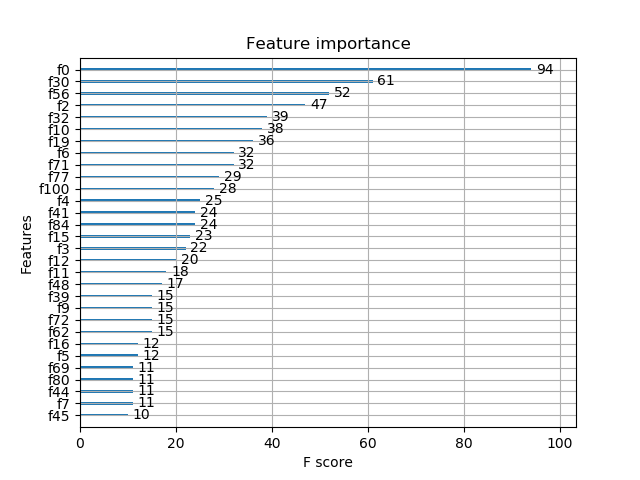 Feature importance
f0 94
f30 61
f56 52
f2 47
f32 39
f10 38
f19 36
f6 32
f71 32
f77 29
f100 28
f4 25
f41 24
f84 24
f15 23
f3 22
f12 20
f11 18
f48 17
f39 15
f9 15
f72 15
f62 15
f16 12
f5 12
f69 11
f80 11
f44 11
f7 11
f45 10
Features
0 20 40 60 80 100
F score